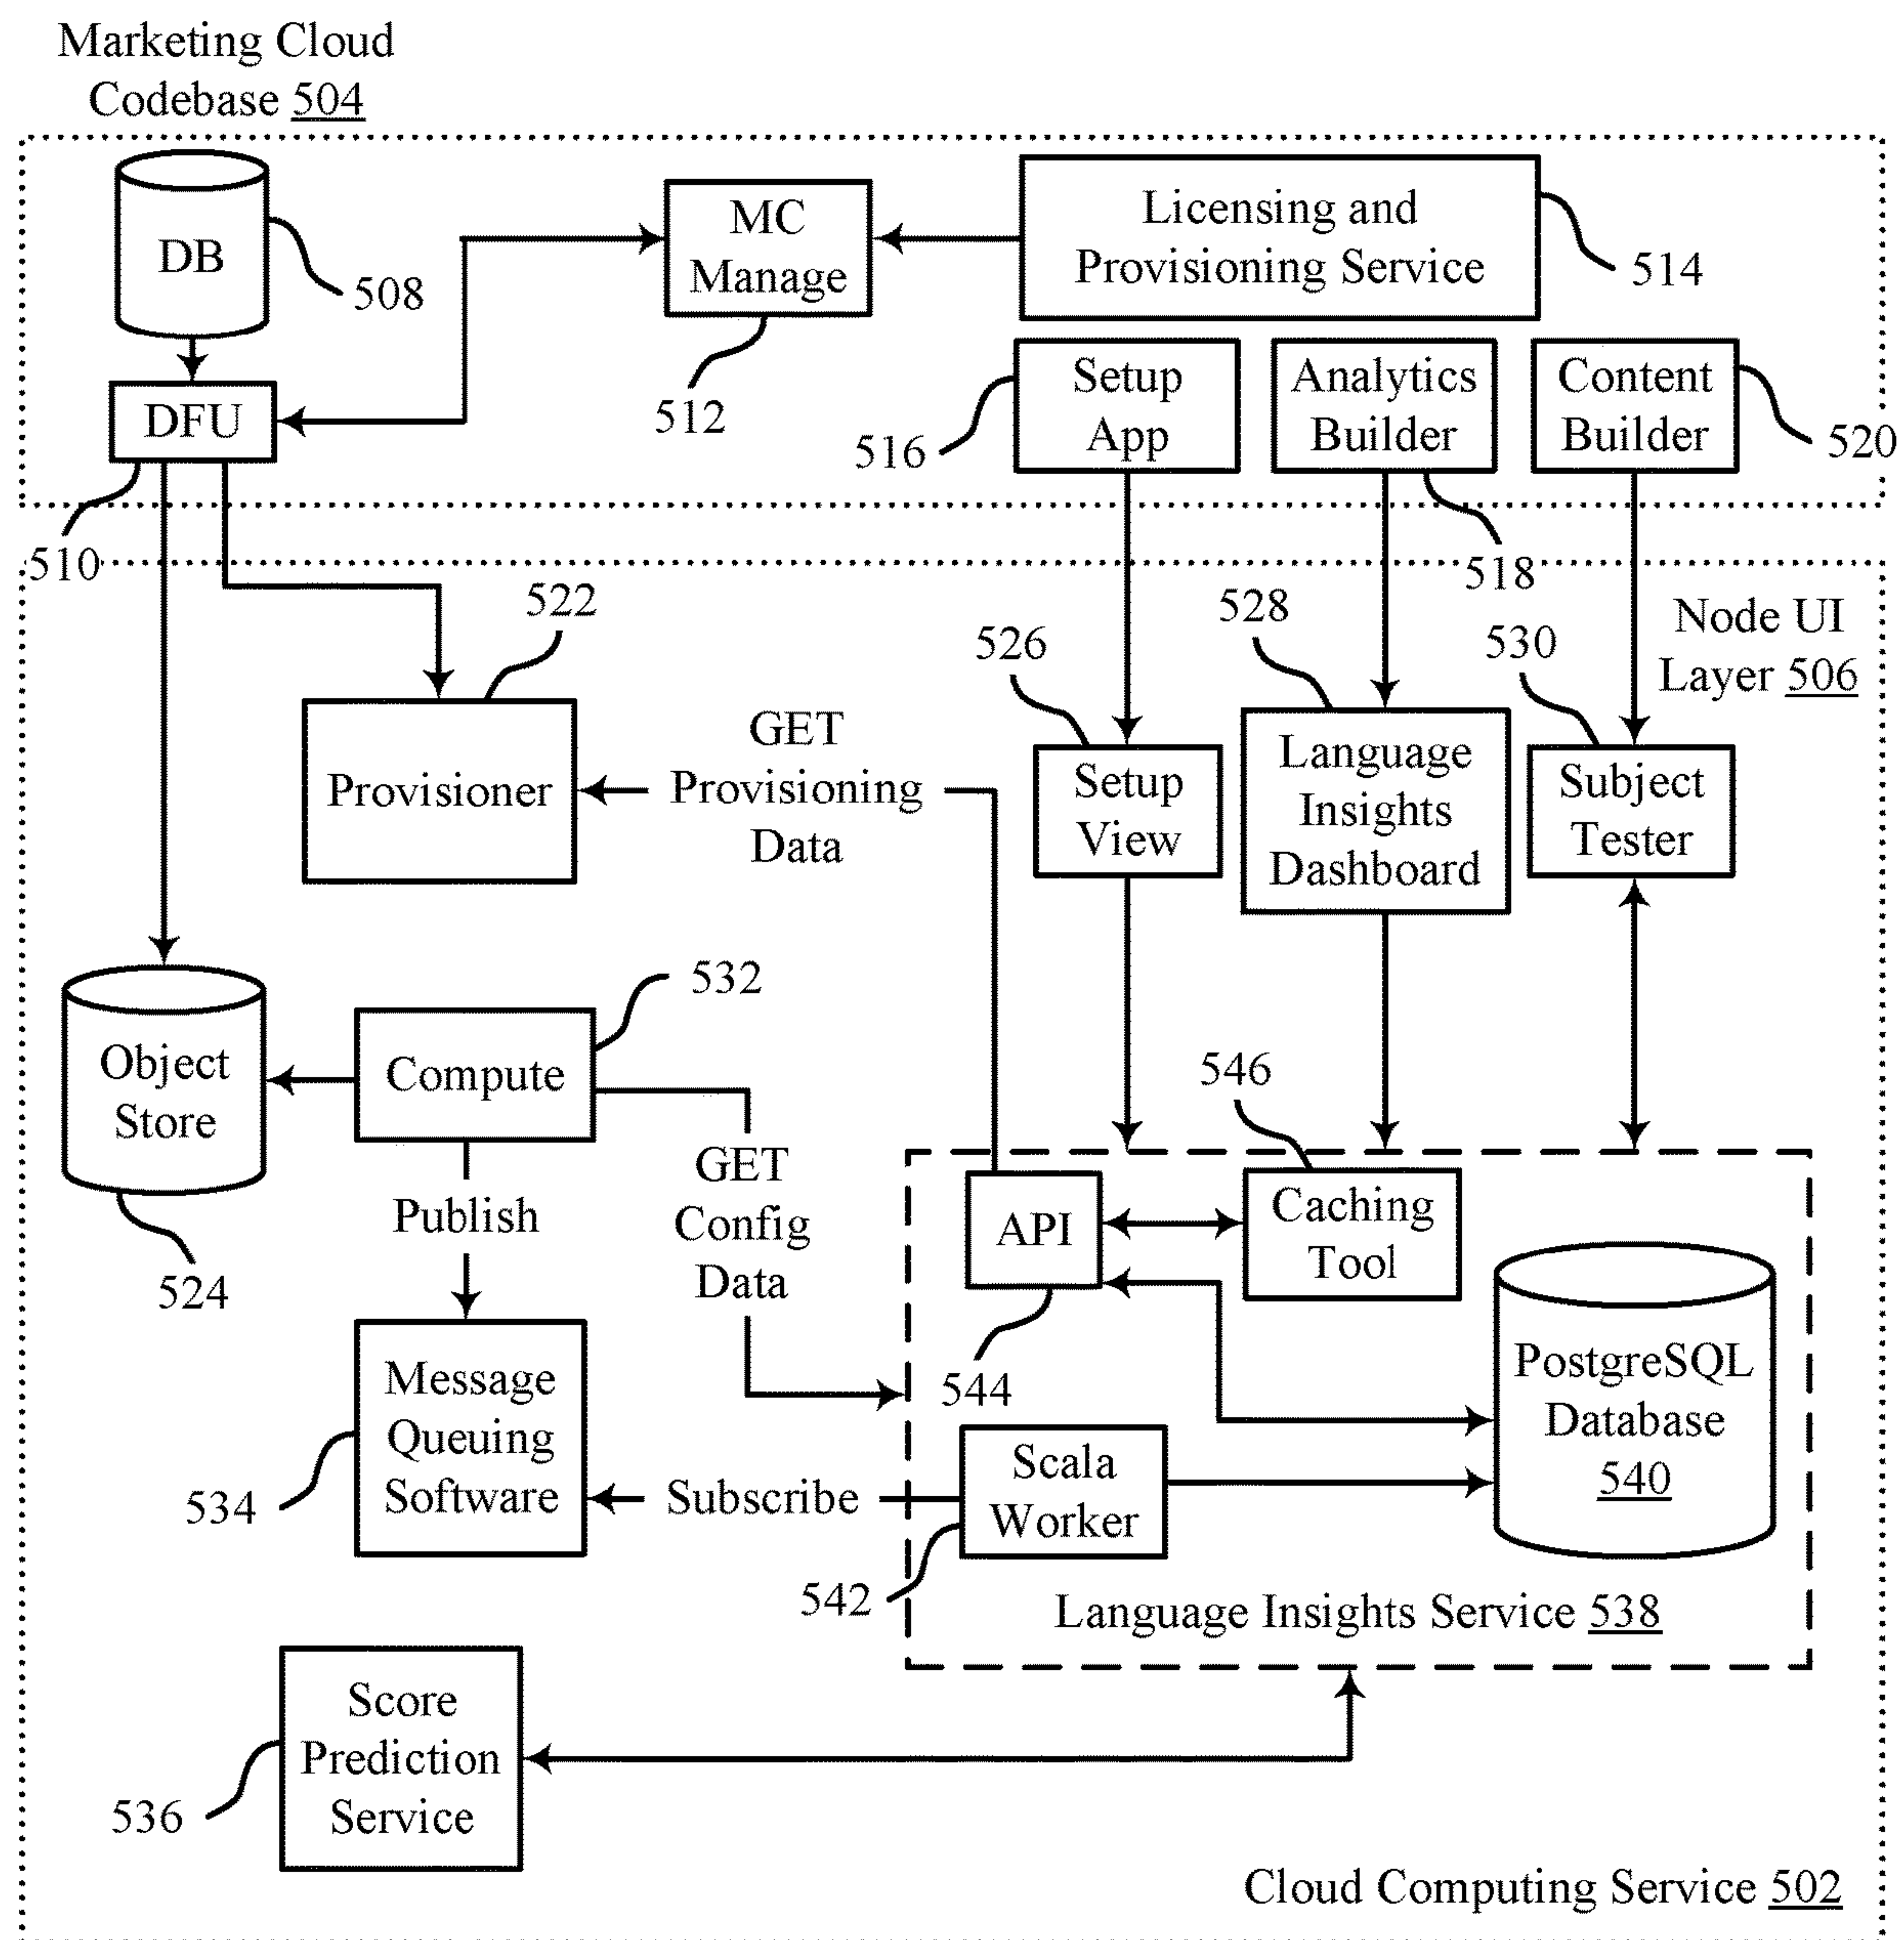 Marketing Cloud
Codebase 504
DB
508
MC
Manage
512
Licensing and
Provisioning Service
514
DFU
510
Setup
App
516
Analytics
Builder
518
Content
Builder
520
Node UI
Layer 506
522
Provisioner
GET
Provisioning
Data
526
Setup
View
528
Language
Insights
Dashboard
530
Subject
Tester
Object
Store
524
532
Compute
Publish
GET
Config
Data
546
API
544
Caching
Tool
PostgreSQL
Database
540
Message
Queuing
Software
534
Subscribe
Scala
Worker
542
Language Insights Service 538
Score
Prediction
Service
536
Cloud Computing Service 502